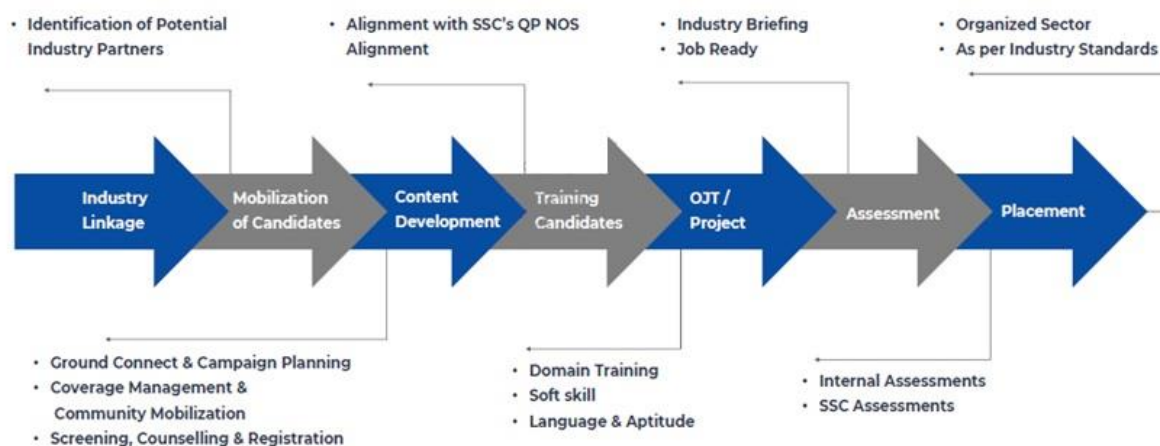 • Identification of Potential
Industry Partners
• Alignment with SSC's QP NOS
Alignment
• Industry Briefing
• Job Ready
• Organized Sector
• As per Industry Standards
Industry
Linkage
Mobilization
of Candidates
Content
Development
Training
Candidates
OJT /
Project
Assessment
Placement
• Ground Connect & Campaign Planning
• Coverage Management &
Community Mobilization
• Screening, Counselling & Registration
• Domain Training
• Soft skill
• Language & Aptitude
• Internal Assessments
• SSC Assessments